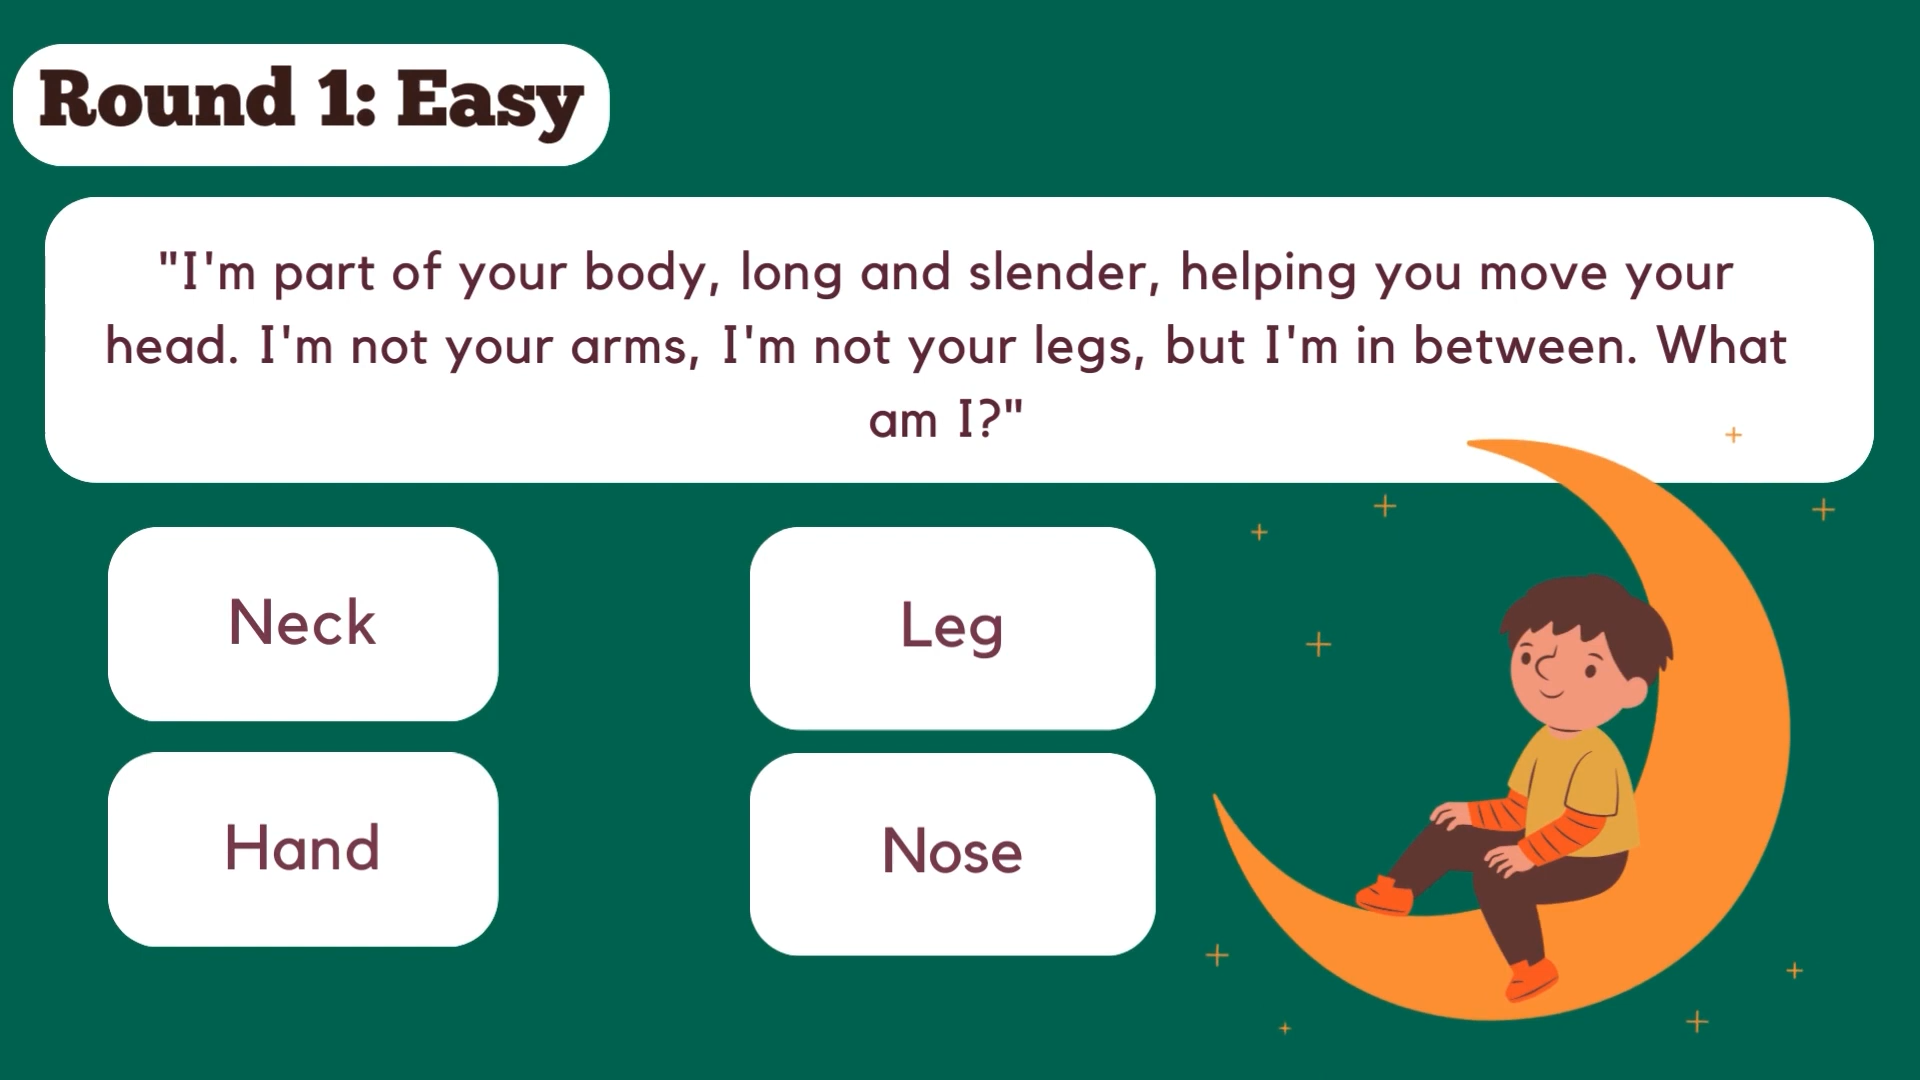 Round 1: Easy
"I'm part of your body, long and slender, helping you move your
head. I'm not your arms, I'm not your legs, but I'm in between. What
am I?"
Neck
Leg
Hand
Nose